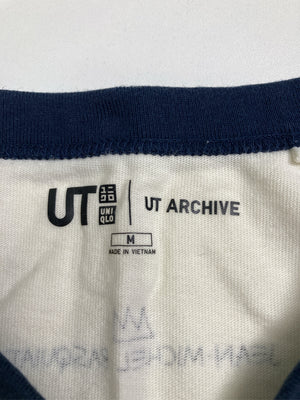 UT UNI QLO | UT ARCHIVE
M
MADE IN VIETNAM
JEAN-MICHEL BASQUIAT